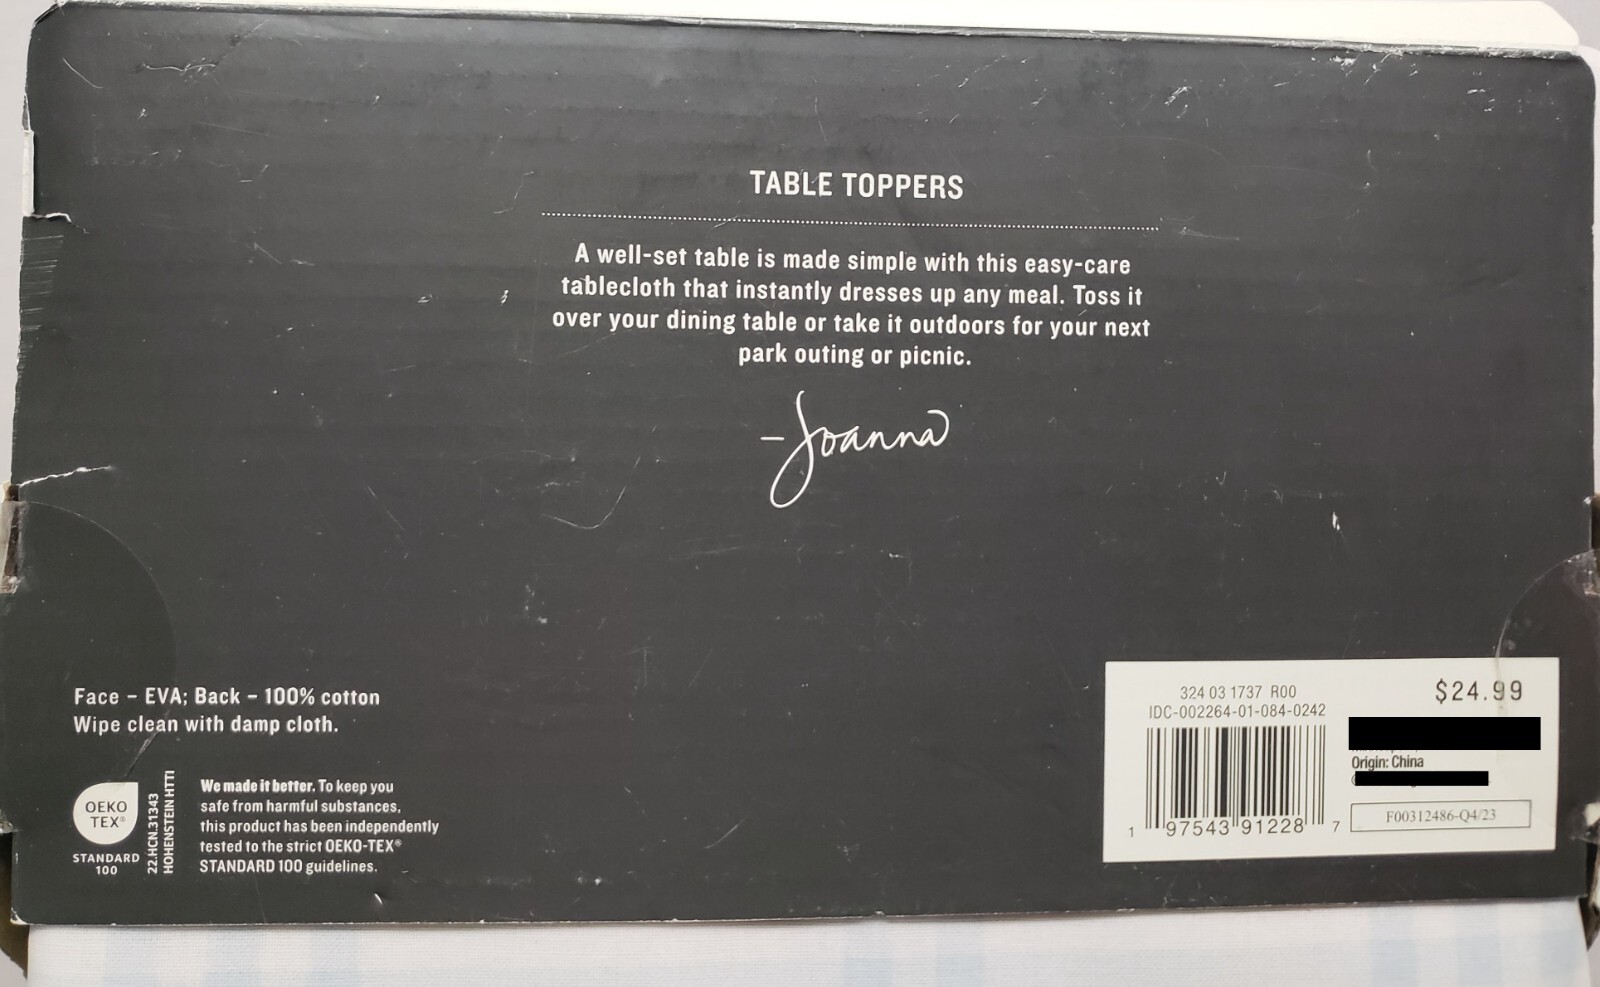 TABLE TOPPERS
A well-set table is made simple with this easy-care
tablecloth that instantly dresses up any meal. Toss it
over your dining table or take it outdoors for your next
park outing or picnic.
–Joanna
Face – EVA; Back – 100% cotton
Wipe clean with damp cloth.
OEKO
TEX®
STANDARD
100
22.HCN.31343
HOHENSTEIN HTTI
We made it better. To keep you
safe from harmful substances,
this product has been independently
tested to the strict OEKO-TEX®
STANDARD 100 guidelines.
324 03 1737 R00
IDC-002264-01-084-0242
$24.99
Origin: China
F00312486-Q4/23
1 97543 91228 7